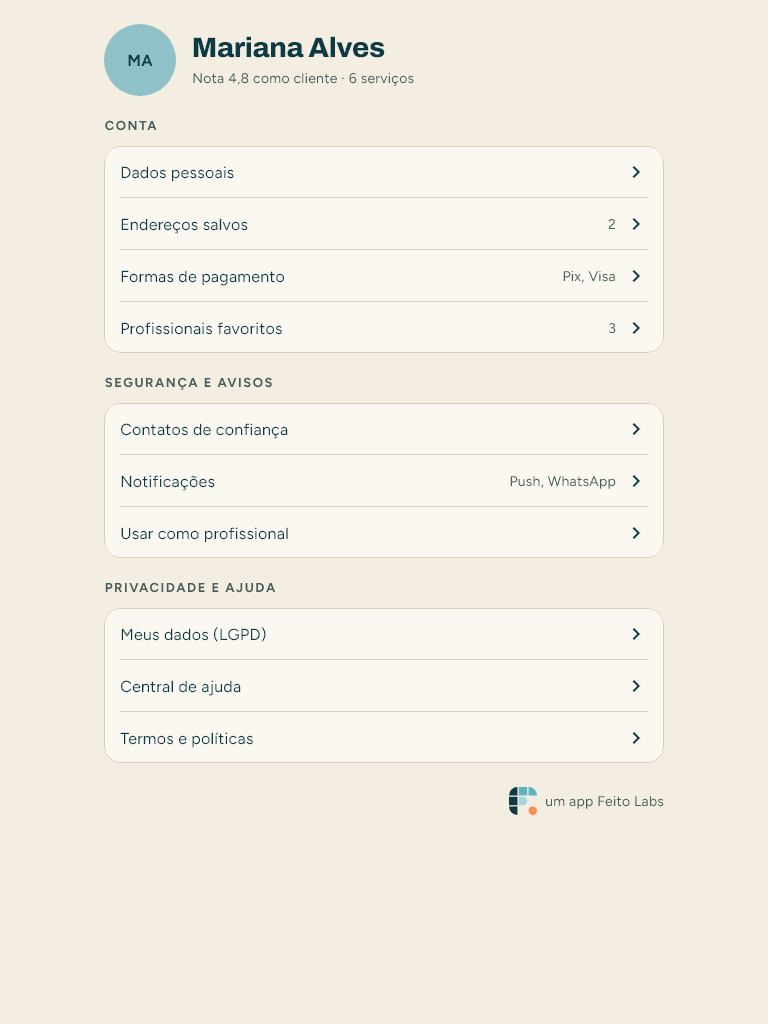 MA
Mariana Alves
Nota 4,8 como cliente · 6 serviços
CONTA
Dados pessoais
Endereços salvos 2
Formas de pagamento Pix, Visa
Profissionais favoritos 3
SEGURANÇA E AVISOS
Contatos de confiança
Notificações Push, WhatsApp
Usar como profissional
PRIVACIDADE E AJUDA
Meus dados (LGPD)
Central de ajuda
Termos e políticas
um app Feito Labs